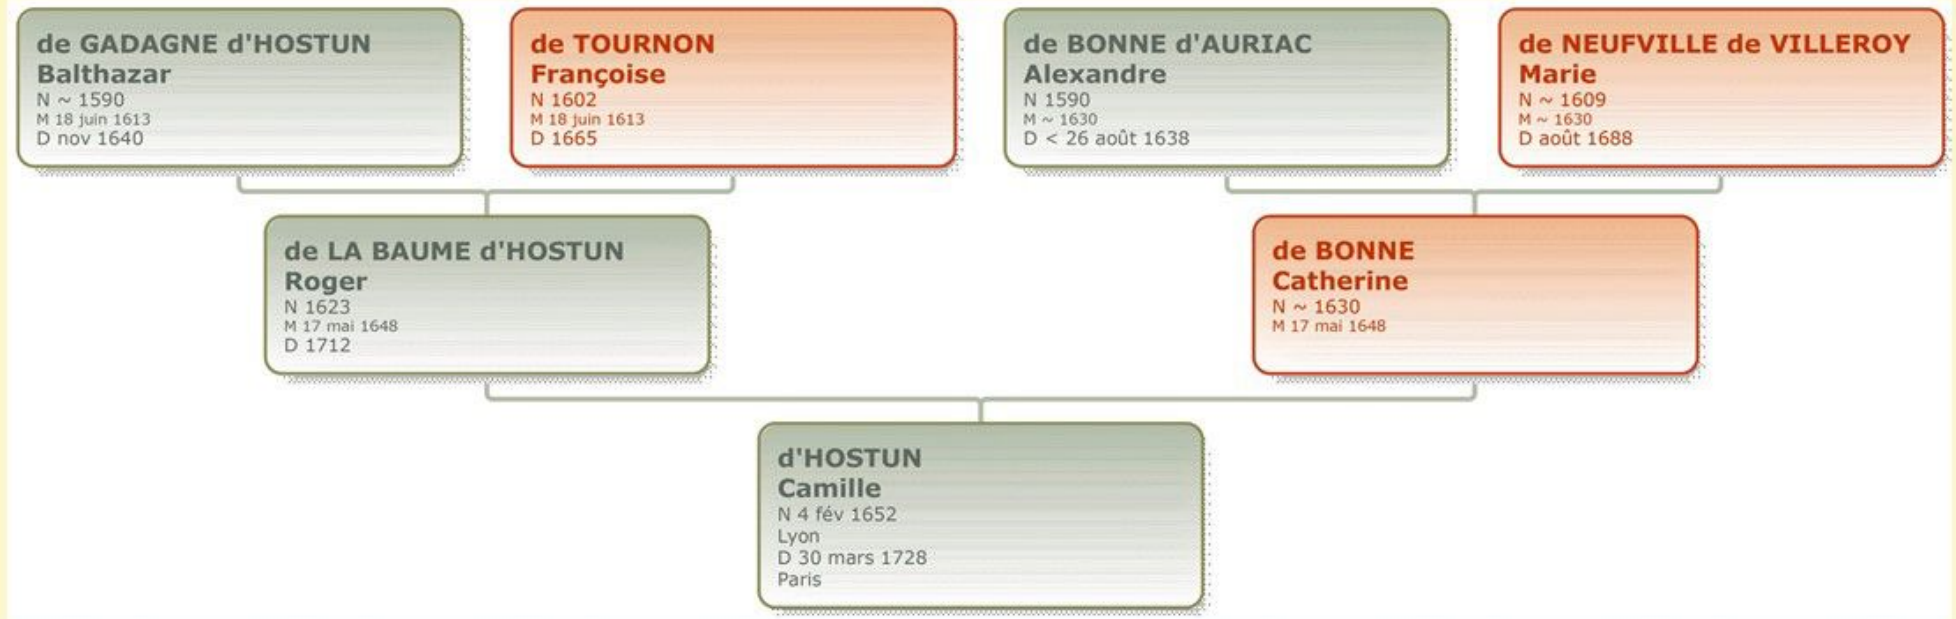 de GADAGNE d'HOSTUN
Balthazar
N ~ 1590
M 18 juin 1613
D nov 1640
de TOURNON
Françoise
N 1602
M 18 juin 1613
D 1665
de BONNE d'AURIAC
Alexandre
N 1590
M ~ 1630
D < 26 août 1638
de NEUFVILLE de VILLEROY
Marie
N ~ 1609
M ~ 1630
D août 1688
de LA BAUME d'HOSTUN
Roger
N 1623
M 17 mai 1648
D 1712
de BONNE
Catherine
N ~ 1630
M 17 mai 1648
d'HOSTUN
Camille
N 4 fév 1652
Lyon
D 30 mars 1728
Paris